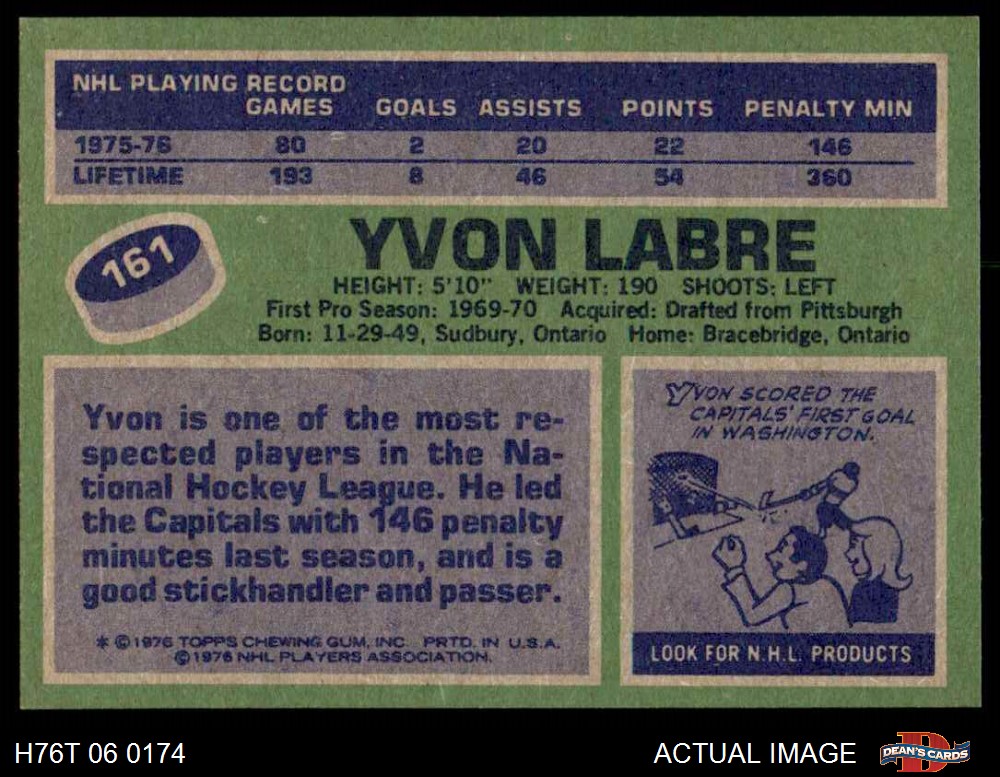 NHL PLAYING RECORD
GAMES GOALS ASSISTS POINTS PENALTY MIN
1975-76 80 2 20 22 146
LIFETIME 193 8 46 54 360
161
YVON LABRE
HEIGHT: 5'10" WEIGHT: 190 SHOOTS: LEFT
First Pro Season: 1969-70 Acquired: Drafted from Pittsburgh
Born: 11-29-49, Sudbury, Ontario Home: Bracebridge, Ontario
Yvon is one of the most re-
spected players in the Na-
tional Hockey League. He led
the Capitals with 146 penalty
minutes last season, and is a
good stickhandler and passer.
* © 1976 TOPPS CHEWING GUM, INC. PRTD. IN U.S.A.
© 1976 NHL PLAYERS ASSOCIATION.
YVON SCORED THE
CAPITALS' FIRST GOAL
IN WASHINGTON.
LOOK FOR N.H.L. PRODUCTS
H76T 06 0174
ACTUAL IMAGE
D
DEAN'S CARDS